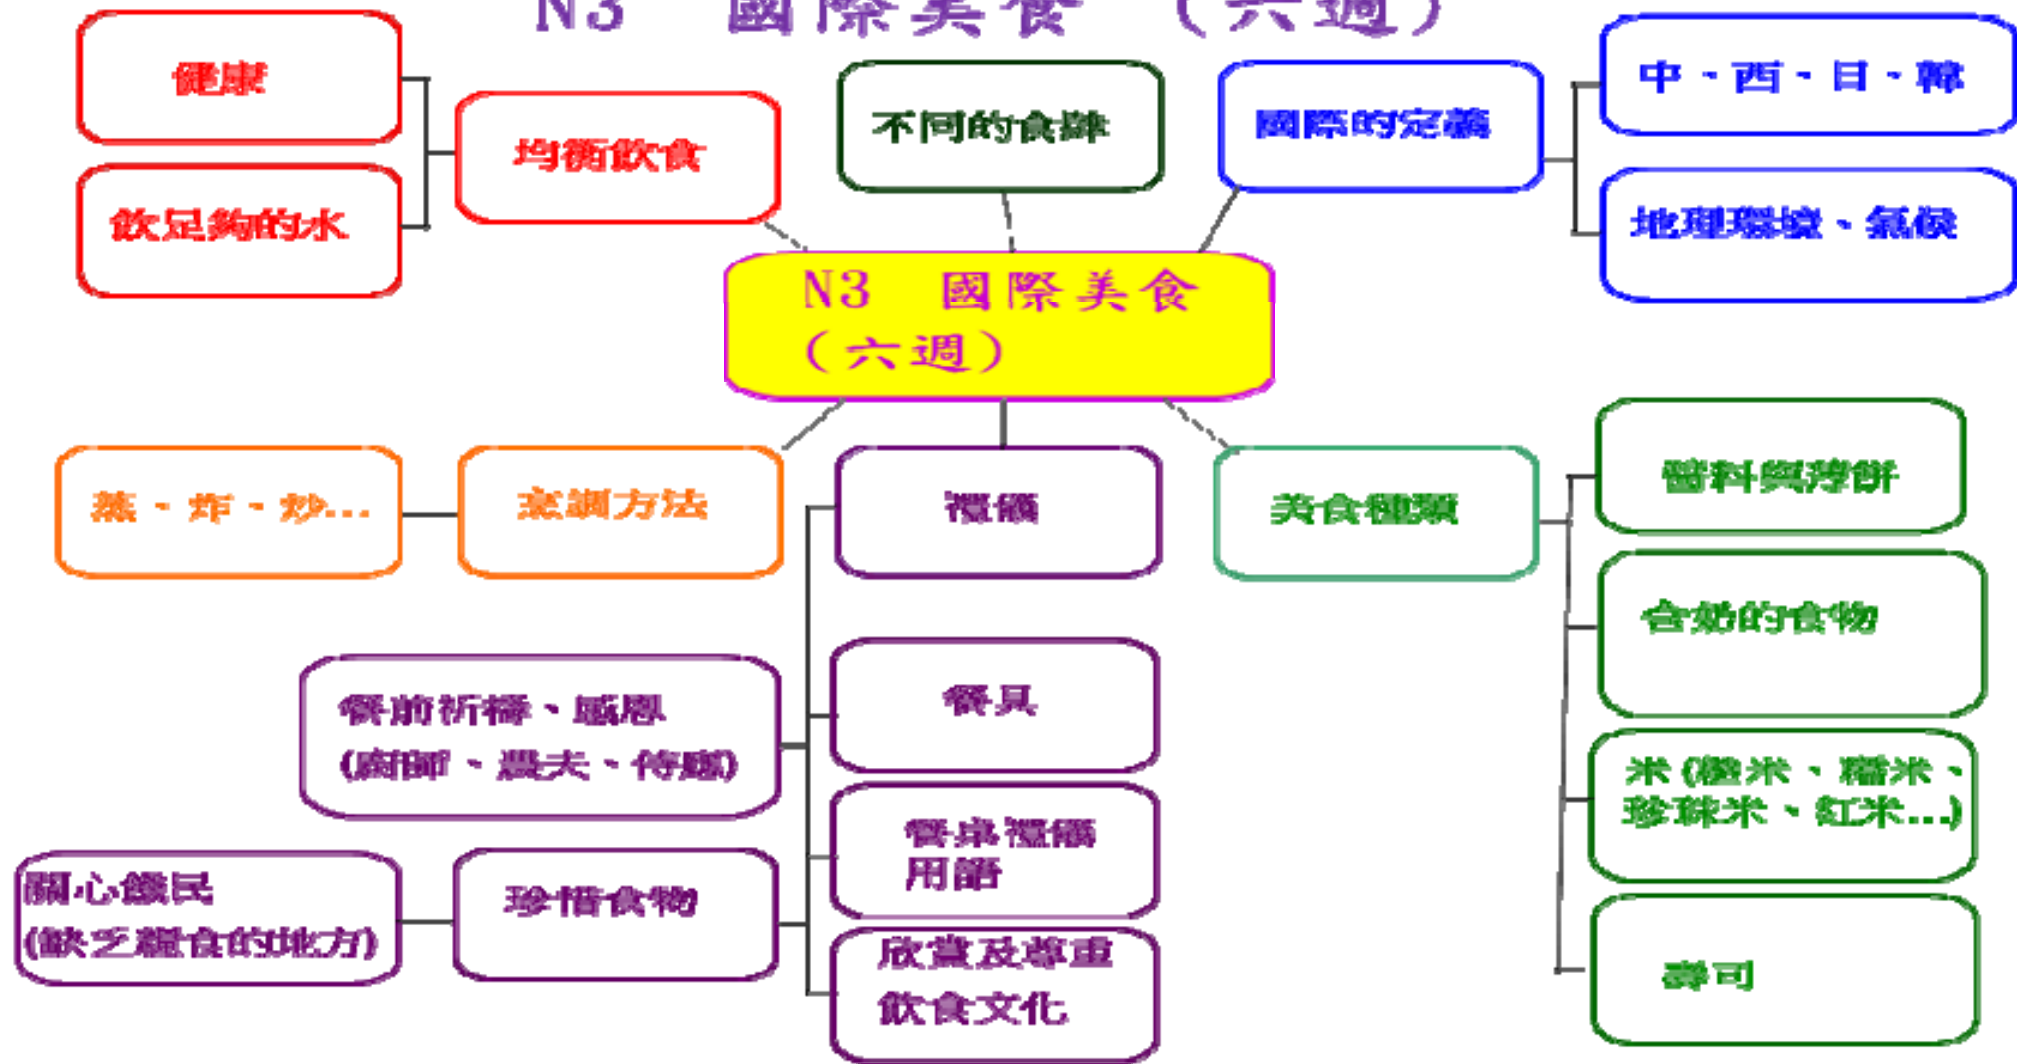 N3 國際美食 （六週）
健康
飲足夠的水
均衡飲食
不同的食肆
國際的定義
中、西、日、韓
地理環境、氣候
N3 國際美食
（六週）
蒸、炸、炒...
烹調方法
禮儀
美食種類
醬料與薄餅
含奶的食物
米(糙米、糯米、
珍珠米、紅米...)
壽司
餐前祈禱、感恩
(廚師、農夫、侍應)
餐具
餐桌禮儀
用語
關心饑民
(缺乏糧食的地方)
珍惜食物
欣賞及尊重
飲食文化